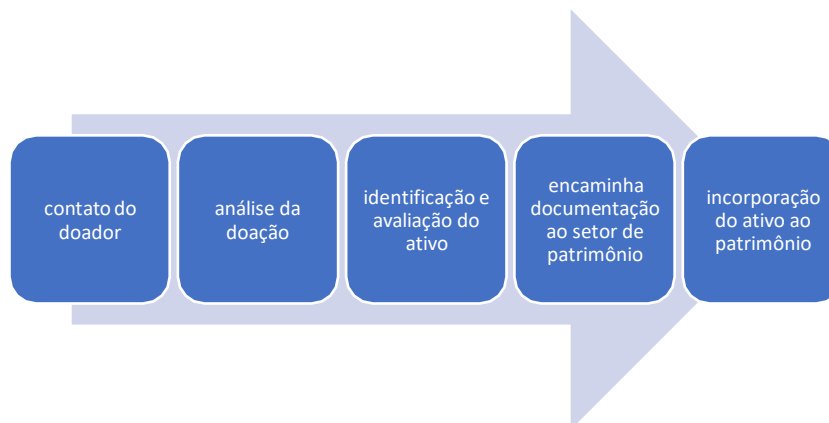 contato do
doador
análise da
doação
identificação e
avaliação do
ativo
encaminha
documentação
ao setor de
patrimônio
incorporação
do ativo ao
patrimônio